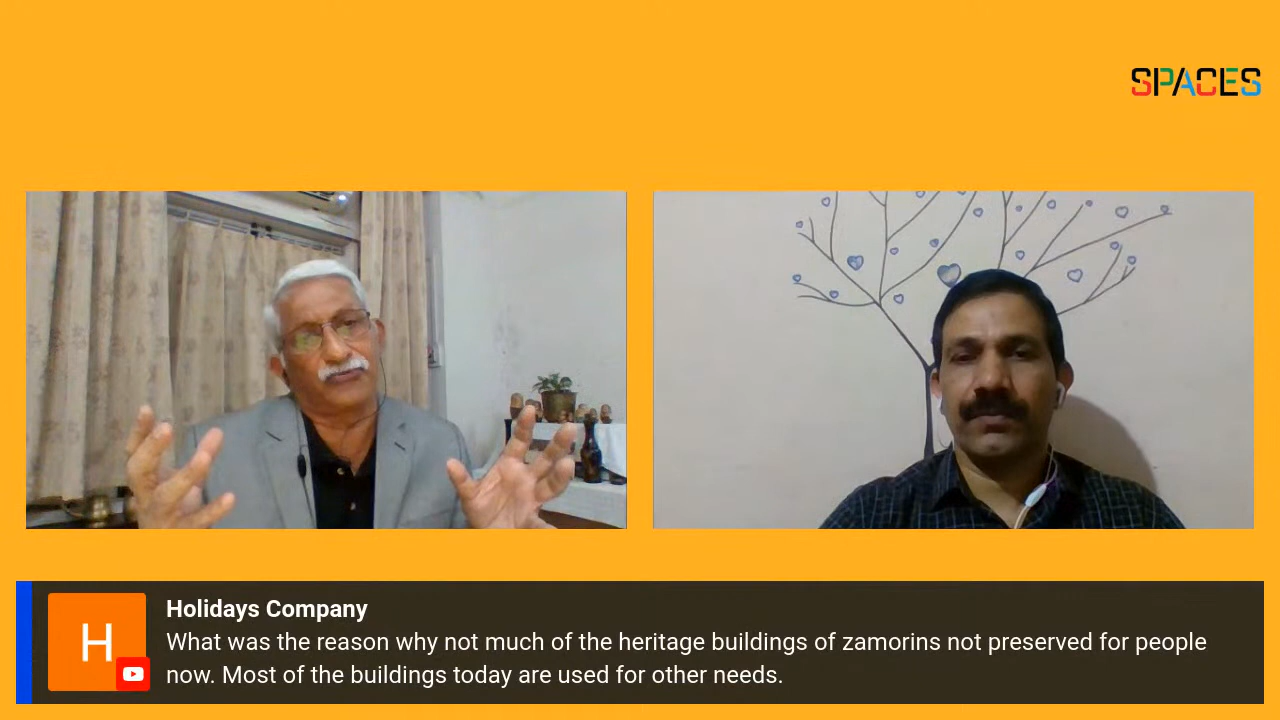 SPACES
H
Holidays Company
What was the reason why not much of the heritage buildings of zamorins not preserved for people
now. Most of the buildings today are used for other needs.